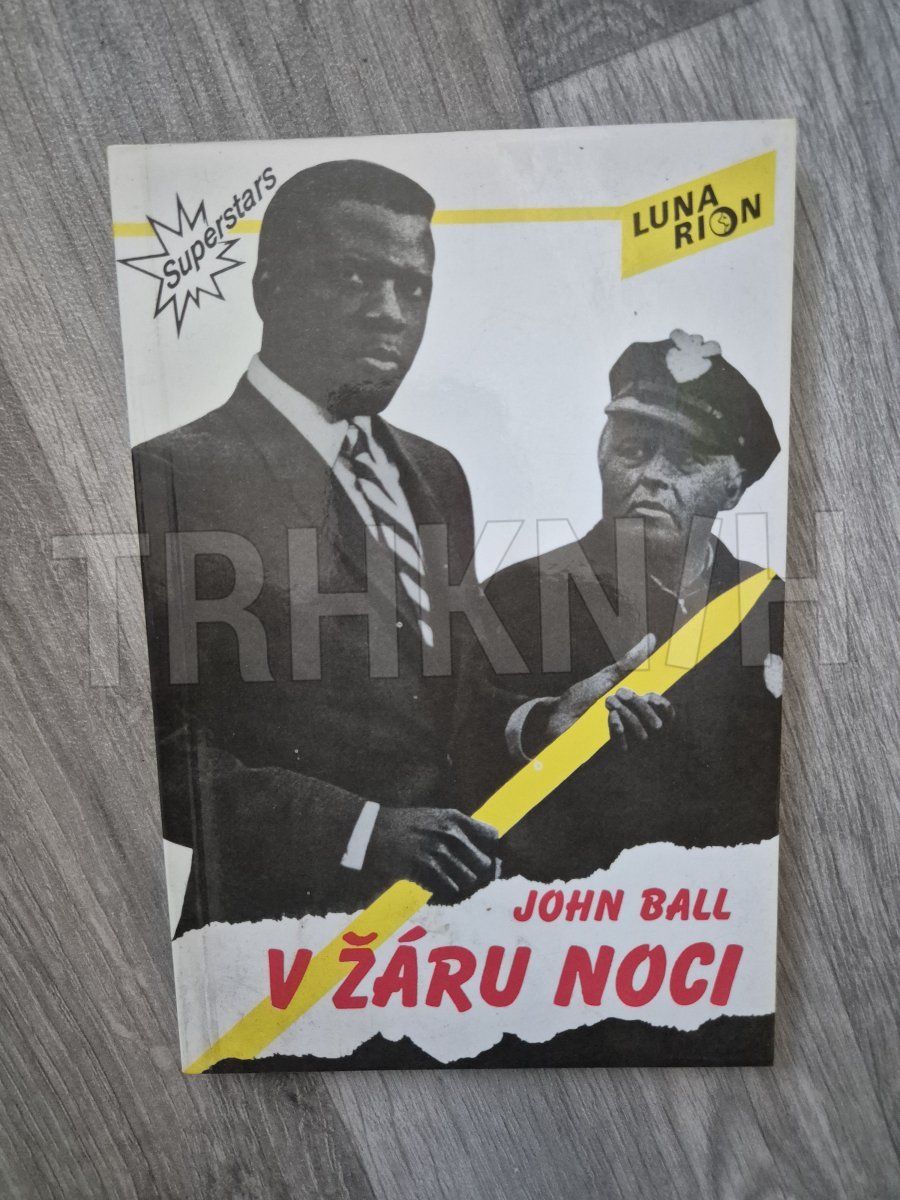 Superstars
LUNA
RION
TRHKNIH
JOHN BALL
V ŽÁRU NOCI